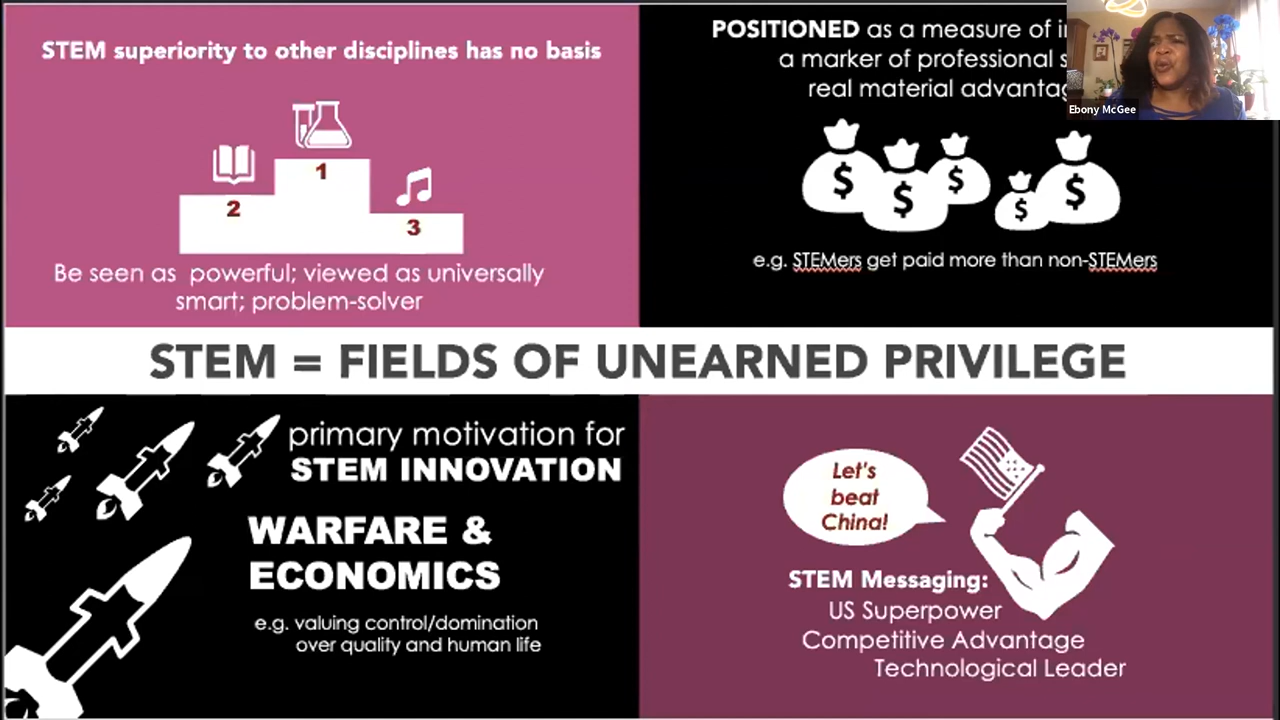 STEM superiority to other disciplines has no basis
1
2
3
Be seen as powerful; viewed as universally
smart; problem-solver
POSITIONED as a measure of
a marker of professional
real material
Ebony McGee
$ $ $ $ $
e.g. STEMers get paid more than non-STEMers
STEM = FIELDS OF UNEARNED PRIVILEGE
primary motivation for
STEM INNOVATION
WARFARE &
ECONOMICS
e.g. valuing control/domination
over quality and human life
Let's
beat
China!
STEM Messaging:
US Superpower
Competitive Advantage
Technological Leader